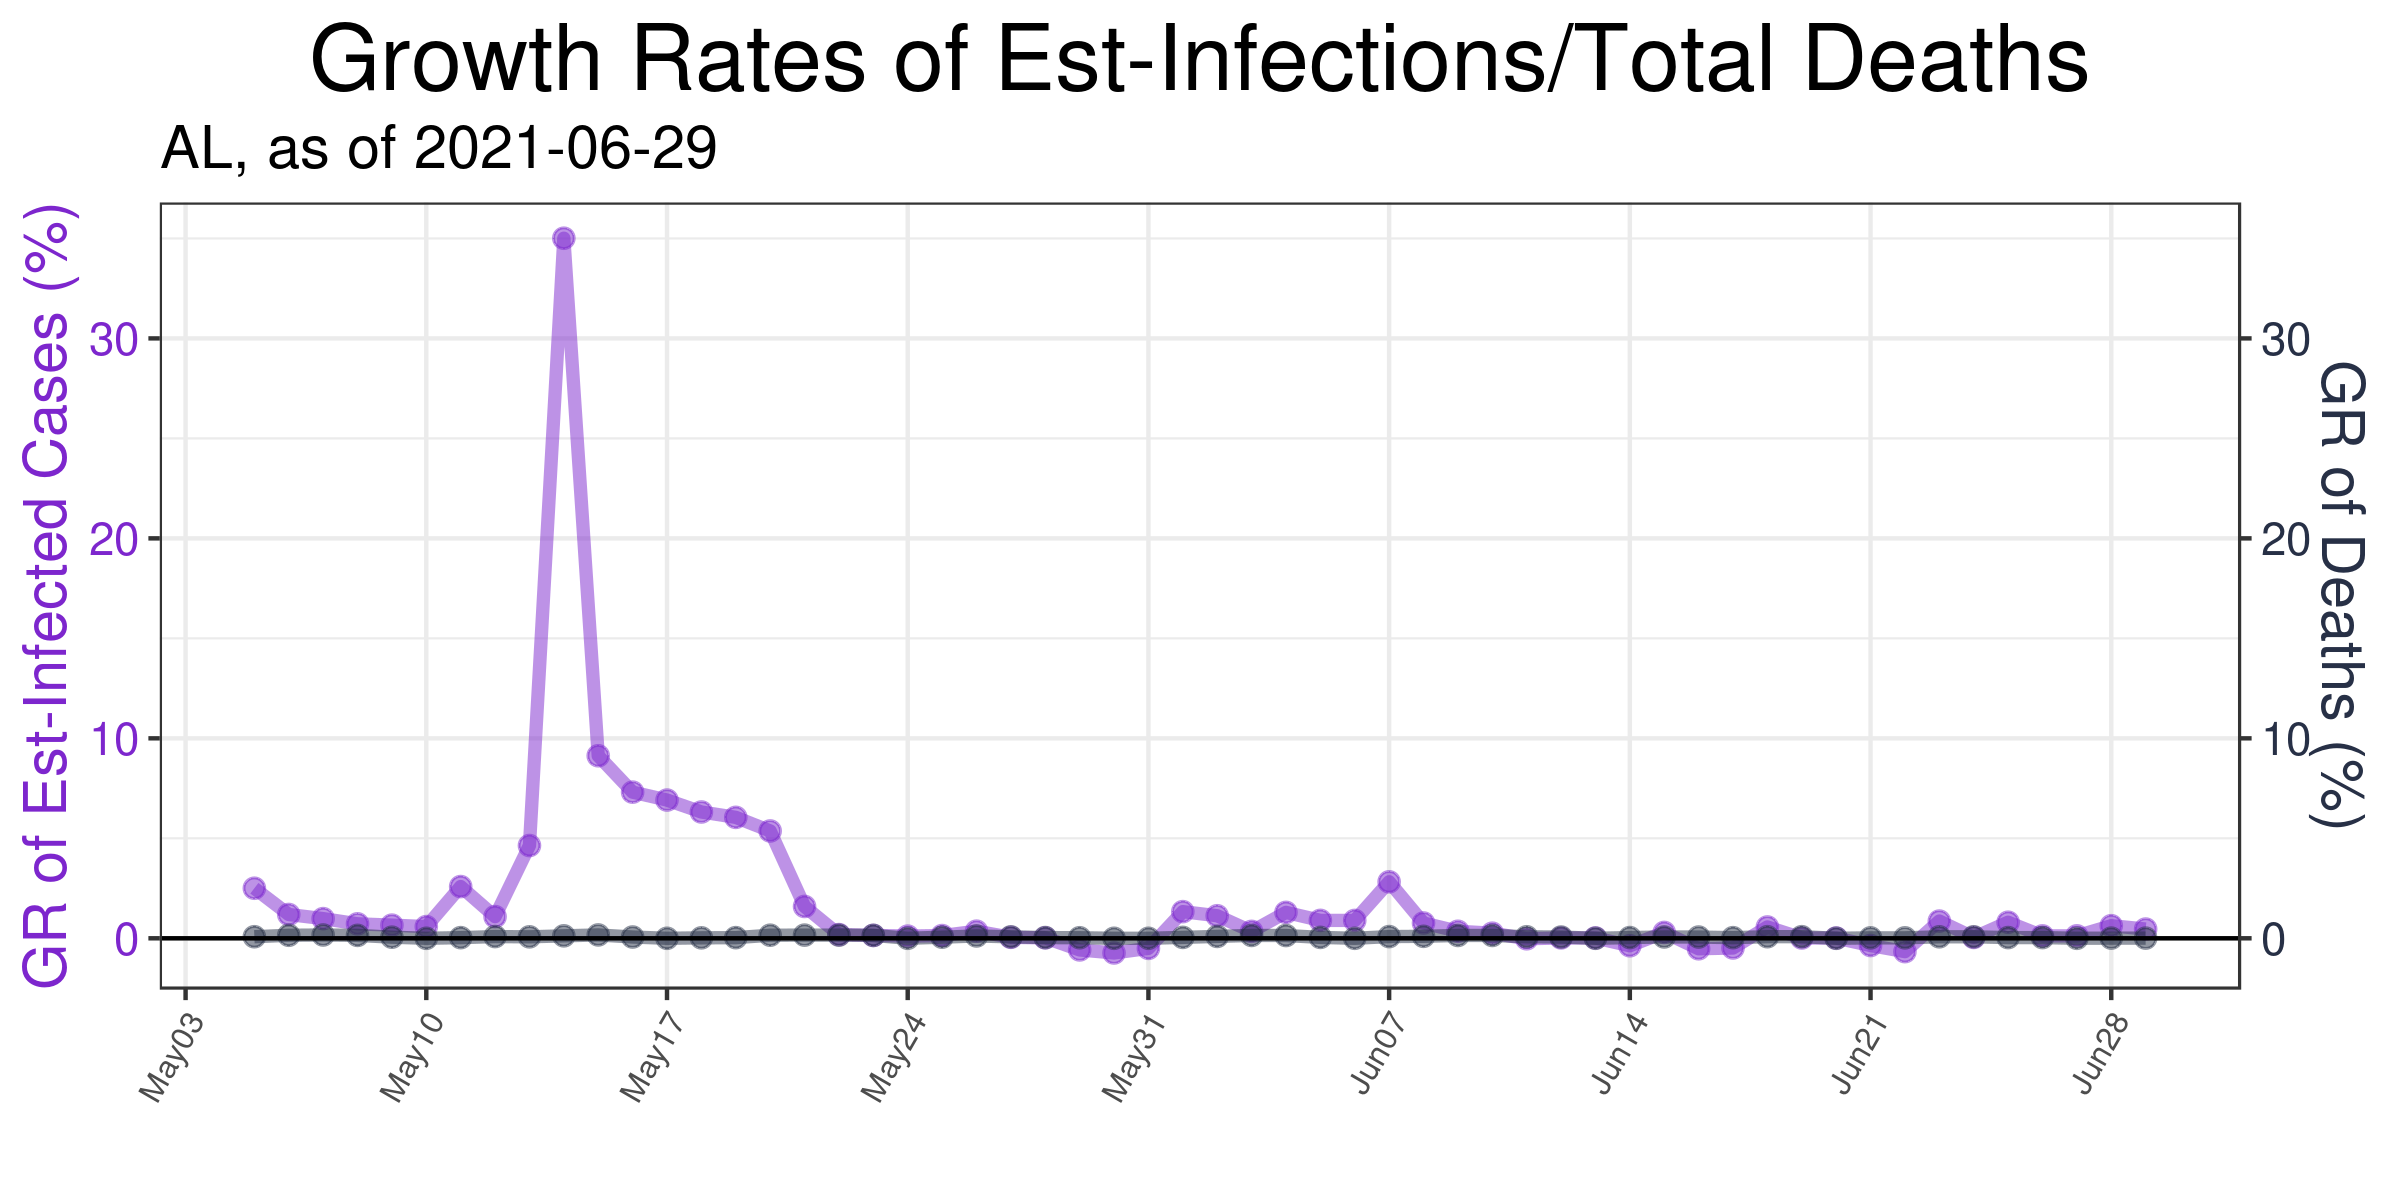 Growth Rates of Est-Infections/Total Deaths
AL, as of 2021-06-29
GR of Est-Infected Cases (%)
30
20
10
0
30
20
10
0
GR of Deaths (%)
May03
May10
May17
May24
May31
Jun07
Jun14
Jun21
Jun28